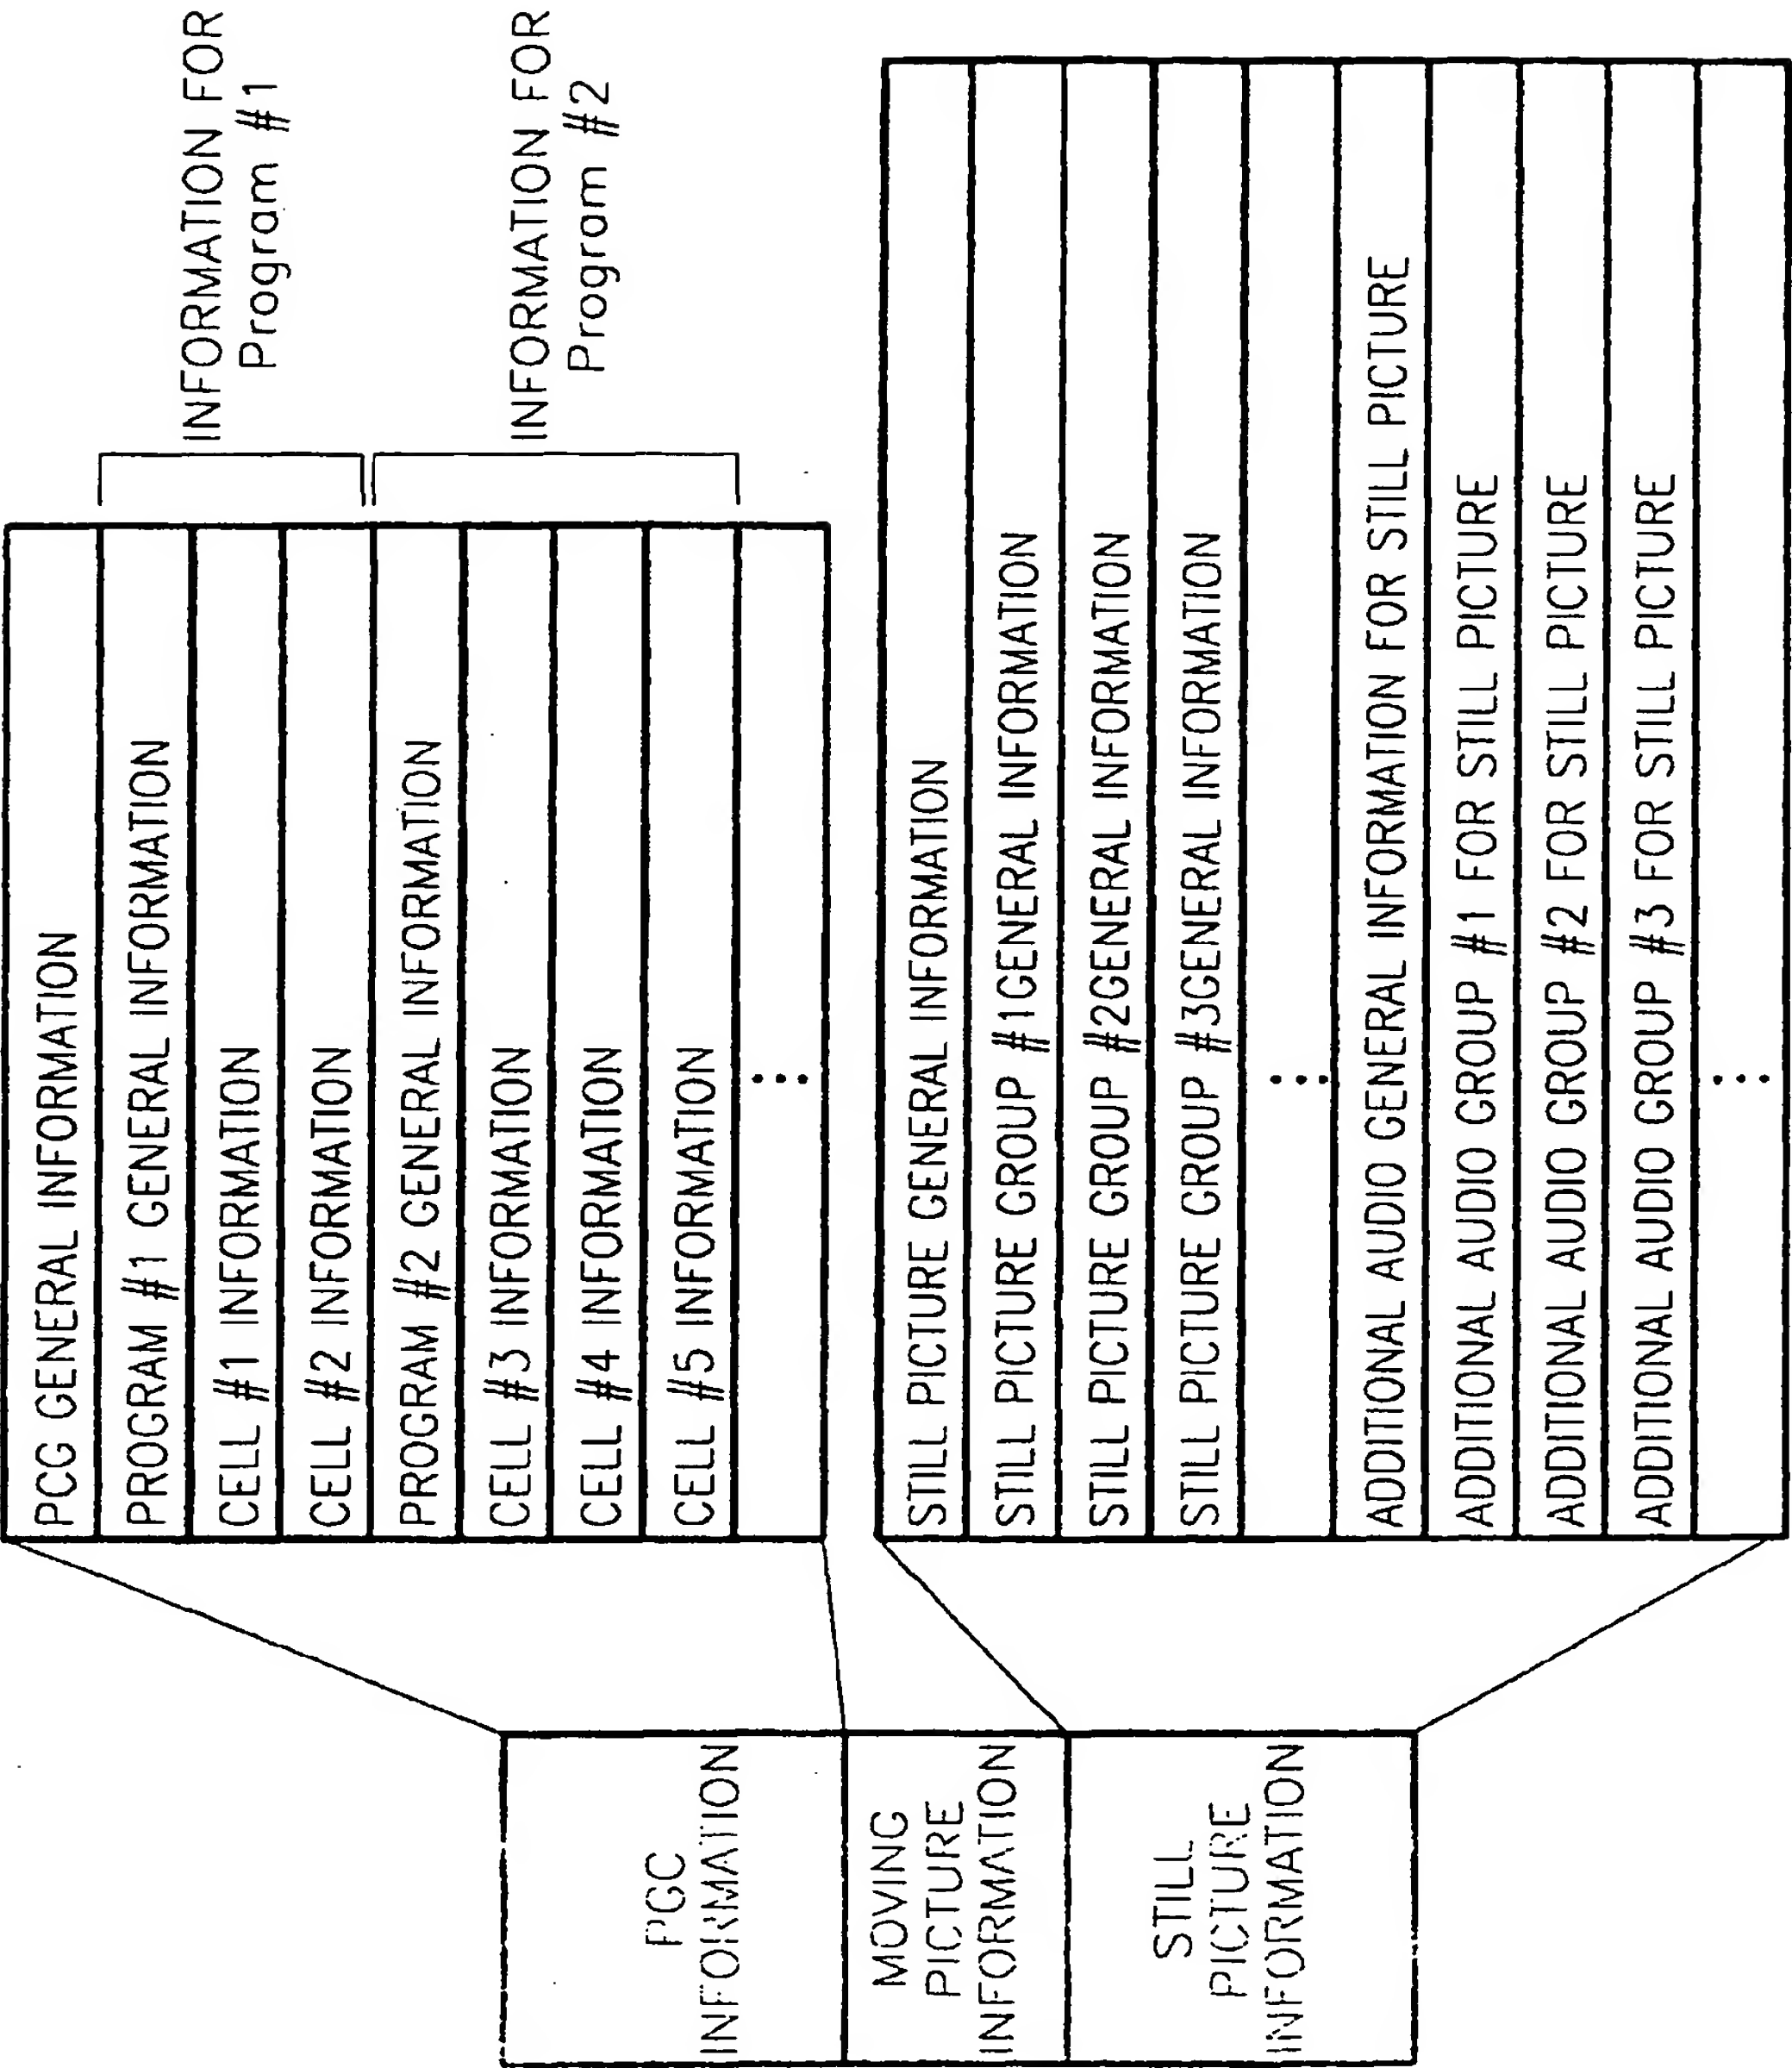 PGC
INFORMATION
MOVING
PICTURE
INFORMATION
STILL
PICTURE
INFORMATION
PCG GENERAL INFORMATION
PROGRAM #1 GENERAL INFORMATION
CELL #1 INFORMATION
CELL #2 INFORMATION
PROGRAM #2 GENERAL INFORMATION
CELL #3 INFORMATION
CELL #4 INFORMATION
CELL #5 INFORMATION
...
INFORMATION FOR
Program #1
INFORMATION FOR
Program #2
STILL PICTURE GENERAL INFORMATION
STILL PICTURE GROUP #1GENERAL INFORMATION
STILL PICTURE GROUP #2GENERAL INFORMATION
STILL PICTURE GROUP #3GENERAL INFORMATION
...
ADDITIONAL AUDIO GENERAL INFORMATION FOR STILL PICTURE
ADDITIONAL AUDIO GROUP #1 FOR STILL PICTURE
ADDITIONAL AUDIO GROUP #2 FOR STILL PICTURE
ADDITIONAL AUDIO GROUP #3 FOR STILL PICTURE
...